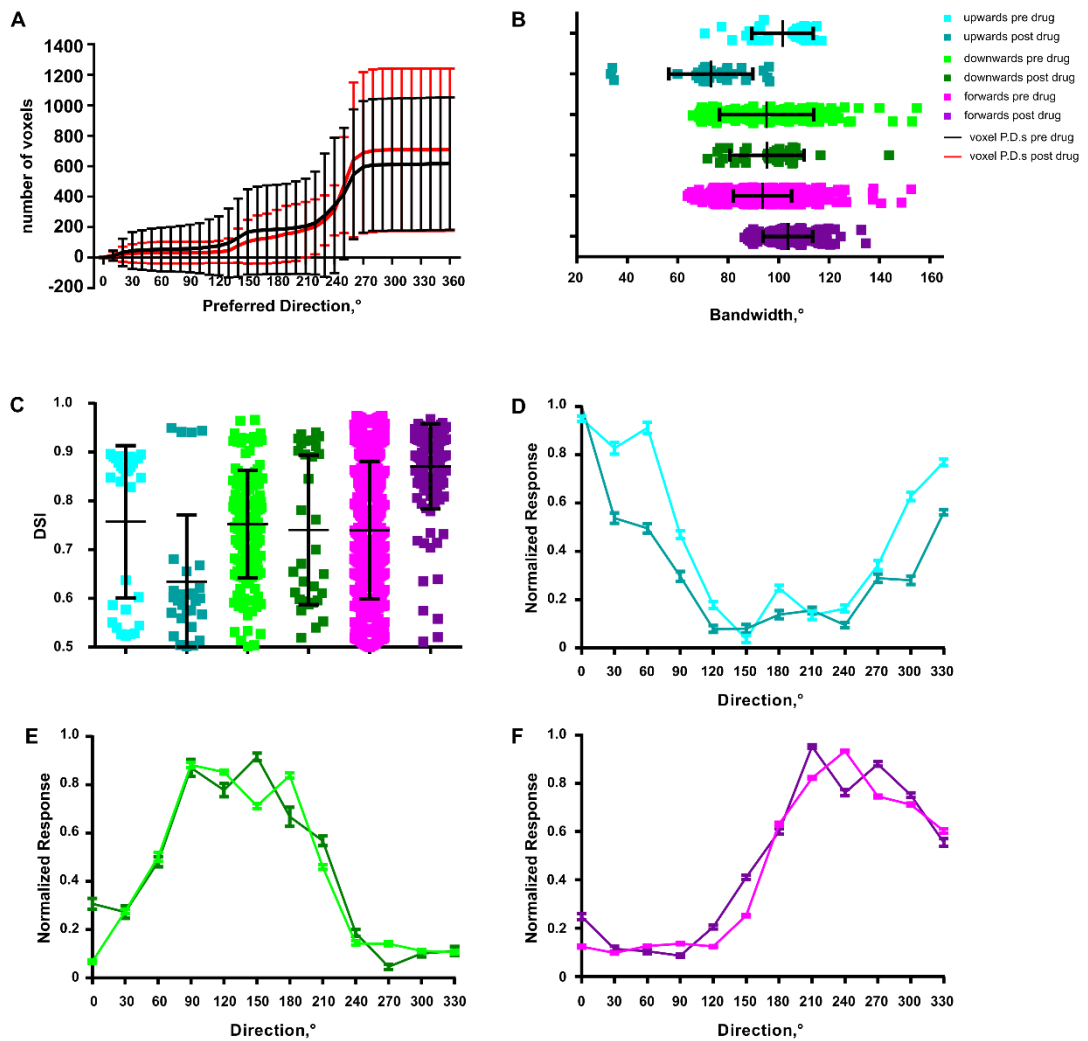 A
number of voxels
1400
1200
1000
800
600
400
200
0
-200
0 30 60 90 120 150 180 210 240 270 300 330 360
Preferred Direction,°
B
20 40 60 80 100 120 140 160
Bandwidth,°
upwards pre drug
upwards post drug
downwards pre drug
downwards post drug
forwards pre drug
forwards post drug
voxel P.D.s pre drug
voxel P.D.s post drug
C
DSI
1.0
0.9
0.8
0.7
0.6
0.5
D
Normalized Response
1.0
0.8
0.6
0.4
0.2
0
0 30 60 90 120 150 180 210 240 270 300 330
Direction,°
E
Normalized Response
1.0
0.8
0.6
0.4
0.2
0
0 30 60 90 120 150 180 210 240 270 300 330
Direction,°
F
Normalized Response
1.0
0.8
0.6
0.4
0.2
0
0 30 60 90 120 150 180 210 240 270 300 330
Direction,°